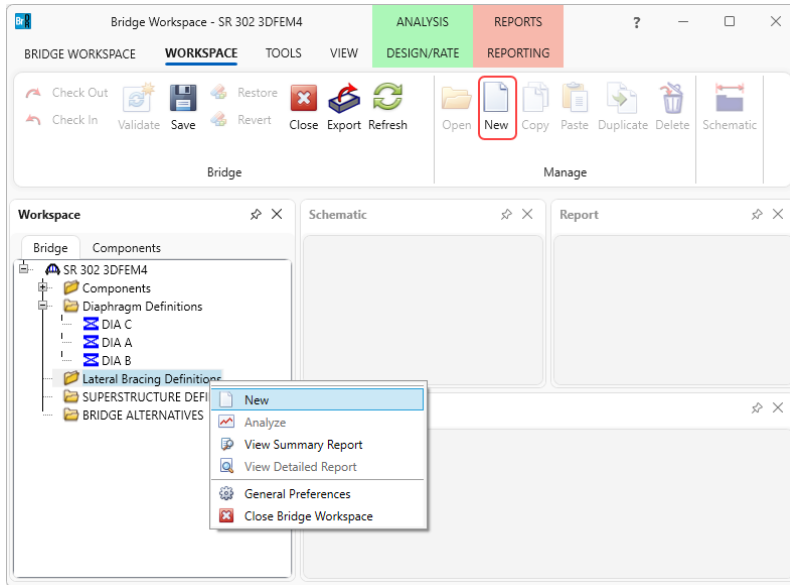 Br Bridge Workspace - SR 302 3DFEM4 ANALYSIS REPORTS ?
BRIDGE WORKSPACE WORKSPACE TOOLS VIEW DESIGN/RATE REPORTING
Check Out
Check In
Validate
Save
Restore
Revert
Close
Export
Refresh
Bridge
Open
New
Copy
Paste
Duplicate
Delete
Schematic
Manage
Workspace
Bridge Components
SR 302 3DFEM4
Components
Diaphragm Definitions
DIA C
DIA A
DIA B
Lateral Bracing Definitions
SUPERSTRUCTURE DEFI
BRIDGE ALTERNATIVES
New
Analyze
View Summary Report
View Detailed Report
General Preferences
Close Bridge Workspace
Schematic
Report